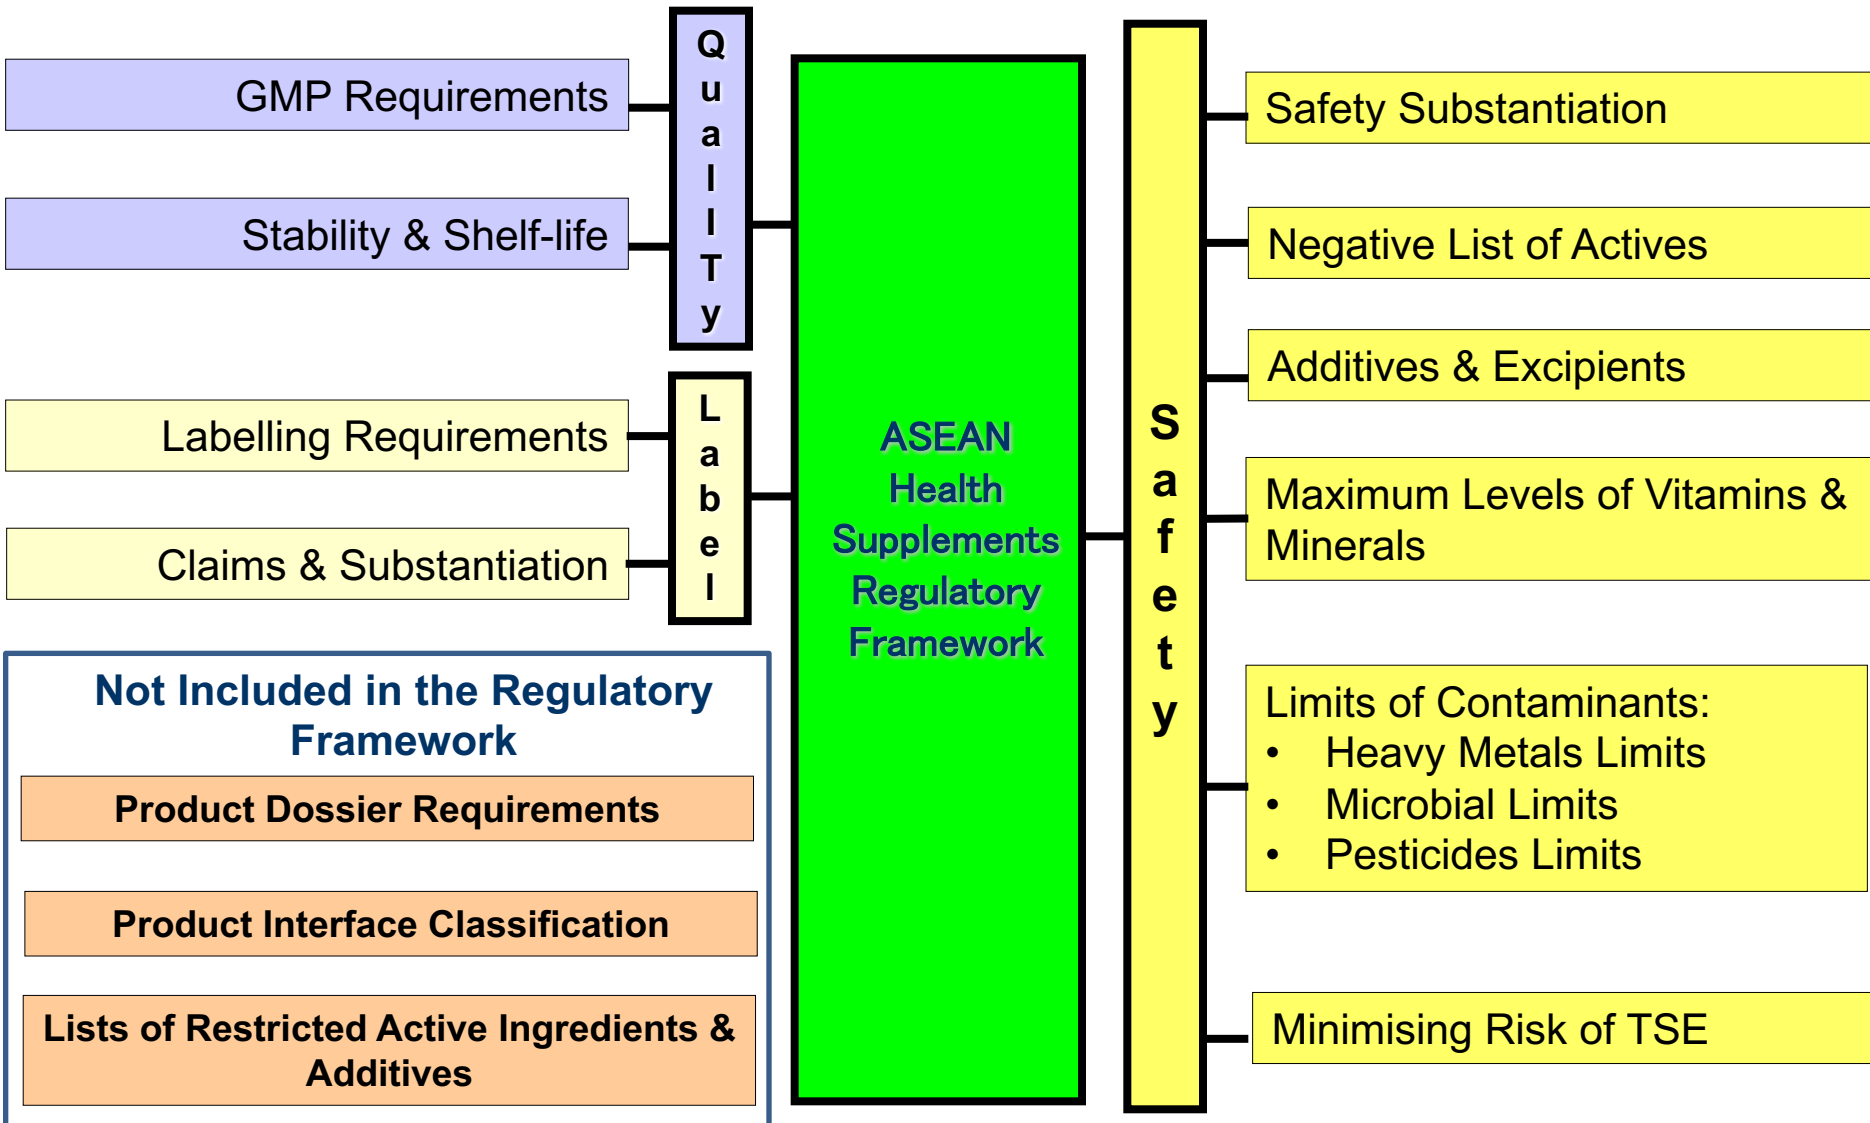 GMP Requirements
Stability & Shelf-life
QualITy
Labelling Requirements
Claims & Substantiation
Label
Not Included in the Regulatory
Framework
Product Dossier Requirements
Product Interface Classification
Lists of Restricted Active Ingredients &
Additives
ASEAN
Health
Supplements
Regulatory
Framework
Safety
Safety Substantiation
Negative List of Actives
Additives & Excipients
Maximum Levels of Vitamins &
Minerals
Limits of Contaminants:
• Heavy Metals Limits
• Microbial Limits
• Pesticides Limits
Minimising Risk of TSE